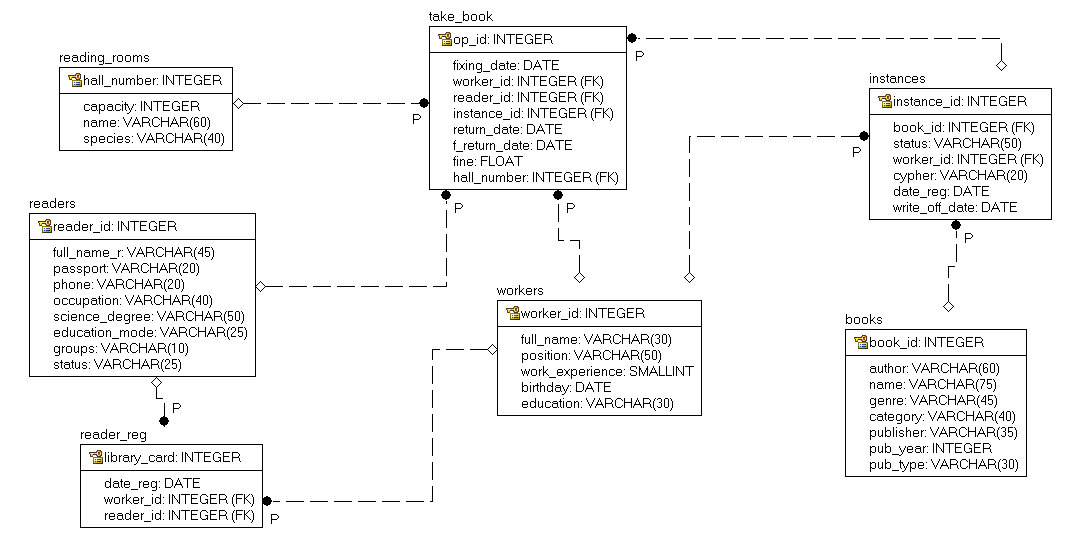 take_book
op_id: INTEGER
fixing_date: DATE
worker_id: INTEGER (FK)
reader_id: INTEGER (FK)
instance_id: INTEGER (FK)
return_date: DATE
f_return_date: DATE
fine: FLOAT
hall_number: INTEGER (FK)
P
P
P
P
reading_rooms
hall_number: INTEGER
capacity: INTEGER
name: VARCHAR(60)
species: VARCHAR(40)
instances
instance_id: INTEGER
book_id: INTEGER (FK)
status: VARCHAR(50)
worker_id: INTEGER (FK)
cypher: VARCHAR(20)
date_reg: DATE
write_off_date: DATE
P
P
readers
reader_id: INTEGER
full_name_r: VARCHAR(45)
passport: VARCHAR(20)
phone: VARCHAR(20)
occupation: VARCHAR(40)
science_degree: VARCHAR(50)
education_mode: VARCHAR(25)
groups: VARCHAR(10)
status: VARCHAR(25)
P
workers
worker_id: INTEGER
full_name: VARCHAR(30)
position: VARCHAR(50)
work_experience: SMALLINT
birthday: DATE
education: VARCHAR(30)
books
book_id: INTEGER
author: VARCHAR(60)
name: VARCHAR(75)
genre: VARCHAR(45)
category: VARCHAR(40)
publisher: VARCHAR(35)
pub_year: INTEGER
pub_type: VARCHAR(30)
reader_reg
library_card: INTEGER
date_reg: DATE
worker_id: INTEGER (FK)
reader_id: INTEGER (FK)
P